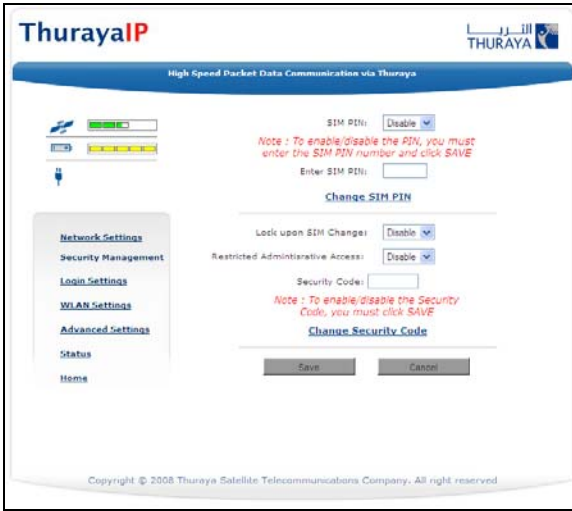 ThurayaIP
الثريا
THURAYA
High Speed Packet Data Communication via Thuraya
SIM PIN: Disable
Note : To enable/disable the PIN, you must
enter the SIM PIN number and click SAVE
Enter SIM PIN:
Change SIM PIN
Network Settings
Security Management
Login Settings
WLAN Settings
Advanced Settings
Status
Home
Lock upon SIM Change: Disable
Restricted Admintisrative Access: Disable
Security Code:
Note : To enable/disable the Security
Code, you must click SAVE
Change Security Code
Save Cancel
Copyright © 2008 Thuraya Satellite Telecommunications Company. All right reserved